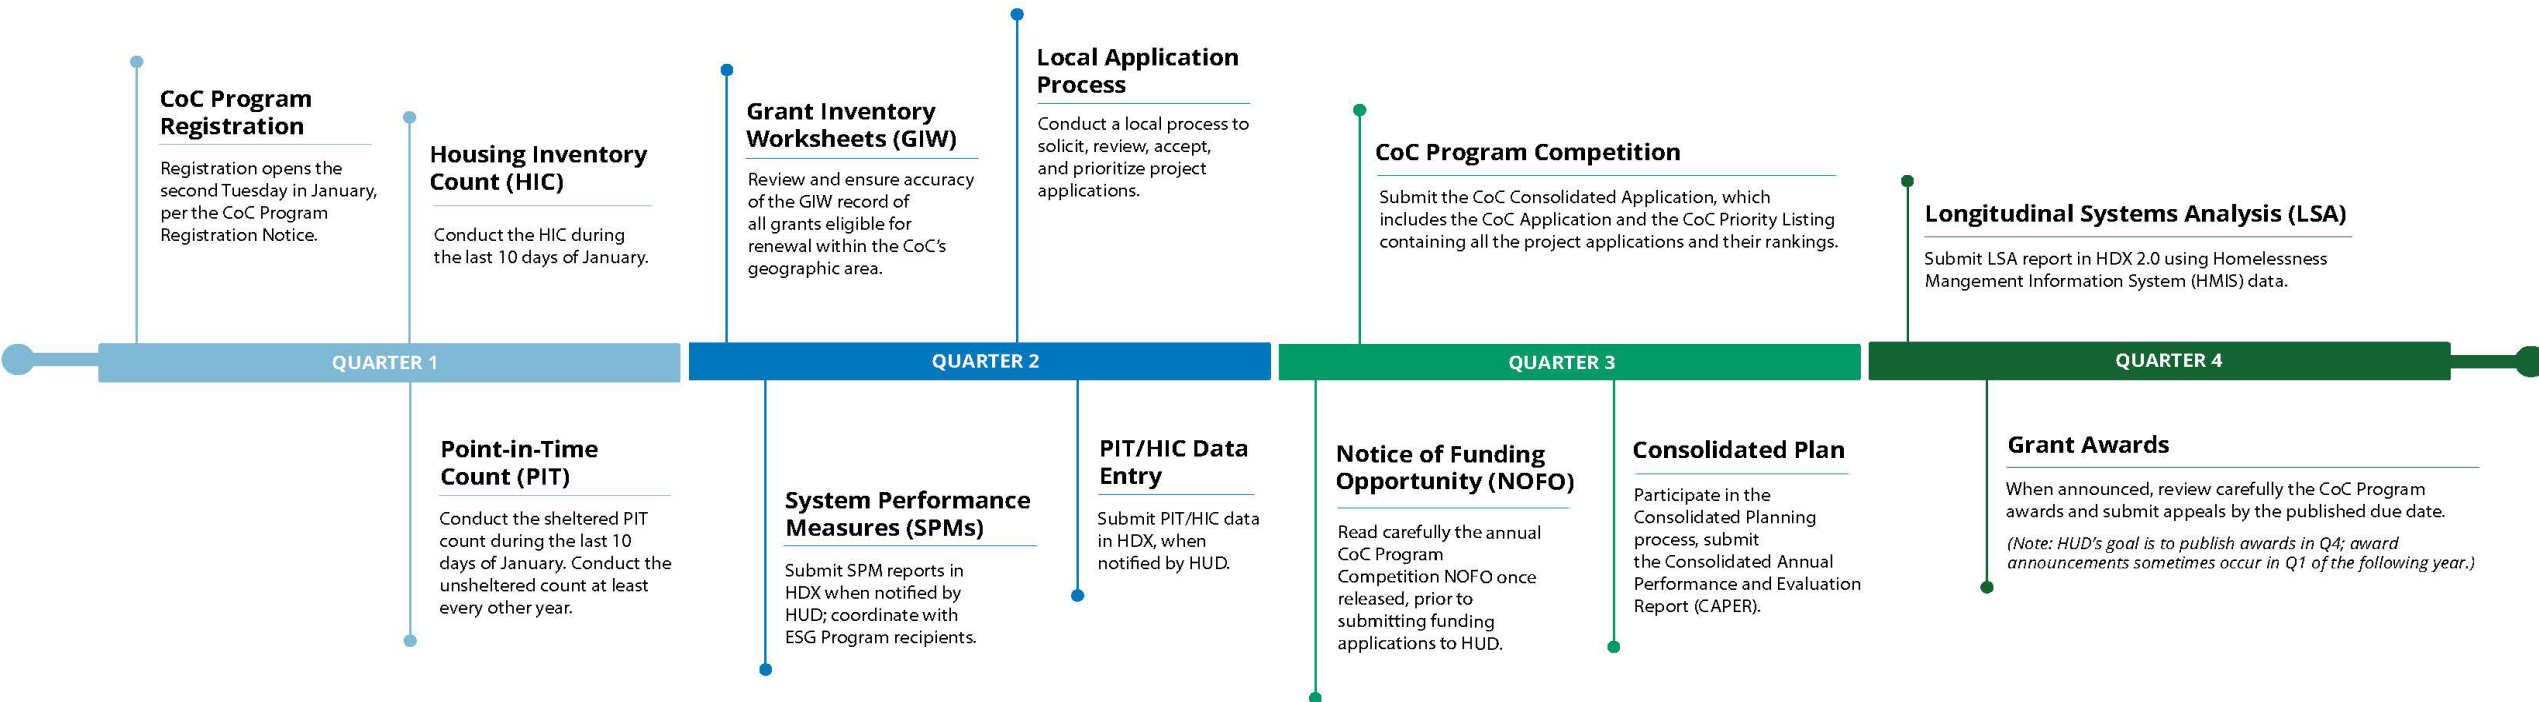 CoC Program
Registration
Registration opens the
second Tuesday in January,
per the CoC Program
Registration Notice.
Housing Inventory
Count (HIC)
Conduct the HIC during
the last 10 days of January.
Grant Inventory
Worksheets (GIW)
Review and ensure accuracy
of the GIW record of
all grants eligible for
renewal within the CoC’s
geographic area.
Local Application
Process
Conduct a local process to
solicit, review, accept,
and prioritize project
applications.
CoC Program Competition
Submit the CoC Consolidated Application, which
includes the CoC Application and the CoC Priority Listing
containing all the project applications and their rankings.
Longitudinal Systems Analysis (LSA)
Submit LSA report in HDX 2.0 using Homelessness
Mangement Information System (HMIS) data.
QUARTER 1
QUARTER 2
QUARTER 3
QUARTER 4
Point-in-Time
Count (PIT)
Conduct the sheltered PIT
count during the last 10
days of January. Conduct the
unsheltered count at least
every other year.
System Performance
Measures (SPMs)
Submit SPM reports in
HDX when notified by
HUD; coordinate with
ESG Program recipients.
PIT/HIC Data
Entry
Submit PIT/HIC data
in HDX, when
notified by HUD.
Notice of Funding
Opportunity (NOFO)
Read carefully the annual
CoC Program
Competition NOFO once
released, prior to
submitting funding
applications to HUD.
Consolidated Plan
Participate in the
Consolidated Planning
process, submit
the Consolidated Annual
Performance and Evaluation
Report (CAPER).
Grant Awards
When announced, review carefully the CoC Program
awards and submit appeals by the published due date.
(Note: HUD’s goal is to publish awards in Q4; award
announcements sometimes occur in Q1 of the following year.)